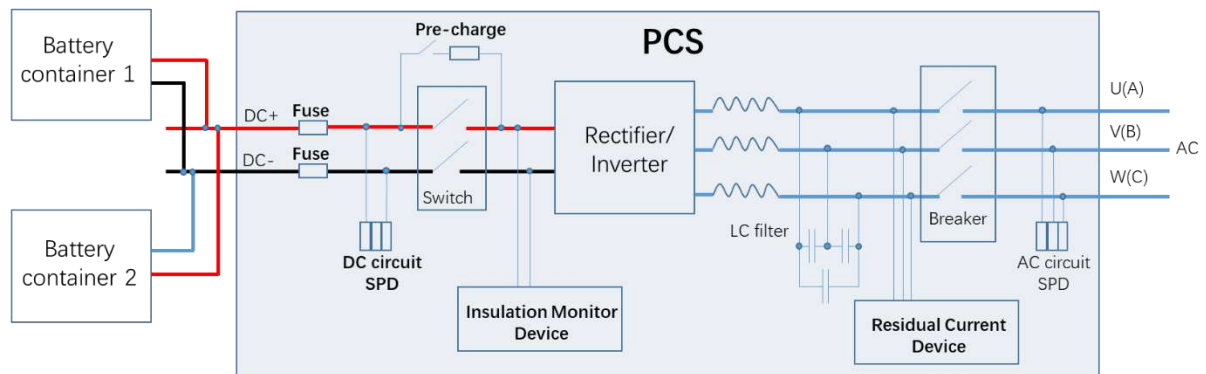 Battery
container 1
Pre-charge
PCS
DC+
Fuse
DC-
Fuse
Switch
Rectifier/
Inverter
U(A)
V(B)
AC
W(C)
Breaker
LC filter
DC circuit
SPD
AC circuit
SPD
Battery
container 2
Insulation Monitor
Device
Residual Current
Device